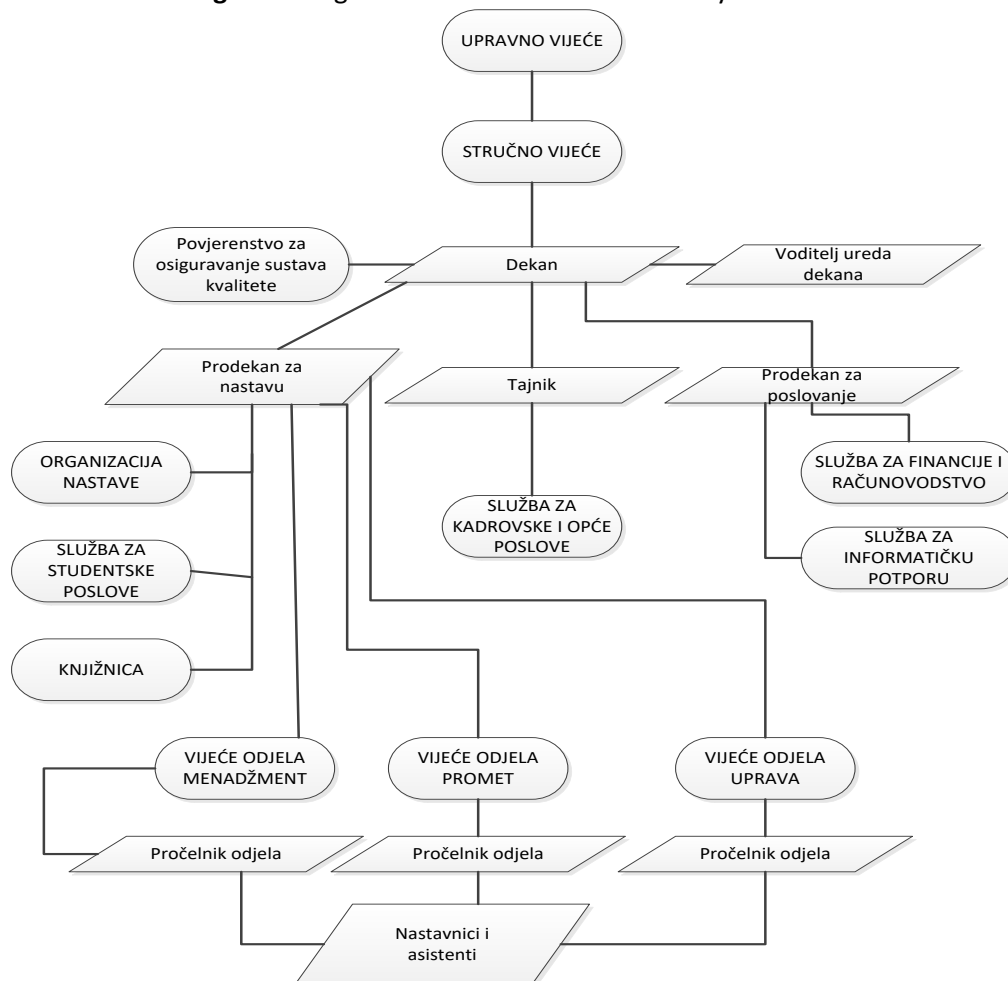 UPRAVNO VIJEĆE
STRUČNO VIJEĆE
Povjerenstvo za
osiguravanje sustava
kvalitete
Dekan
Voditelj ureda
dekana
Prodekan za
nastavu
Tajnik
Prodekan za
poslovanje
ORGANIZACIJA
NASTAVE
SLUŽBA ZA FINANCIJE I
RAČUNOVODSTVO
SLUŽBA ZA
KADROVSKE I OPĆE
POSLOVE
SLUŽBA ZA
STUDENTSKE
POSLOVE
SLUŽBA ZA
INFORMATIČKU
POTPORU
KNJIŽNICA
VIJEĆE ODJELA
MENADŽMENT
VIJEĆE ODJELA
PROMET
VIJEĆE ODJELA
UPRAVA
Pročelnik odjela
Pročelnik odjela
Pročelnik odjela
Nastavnici i
asistenti